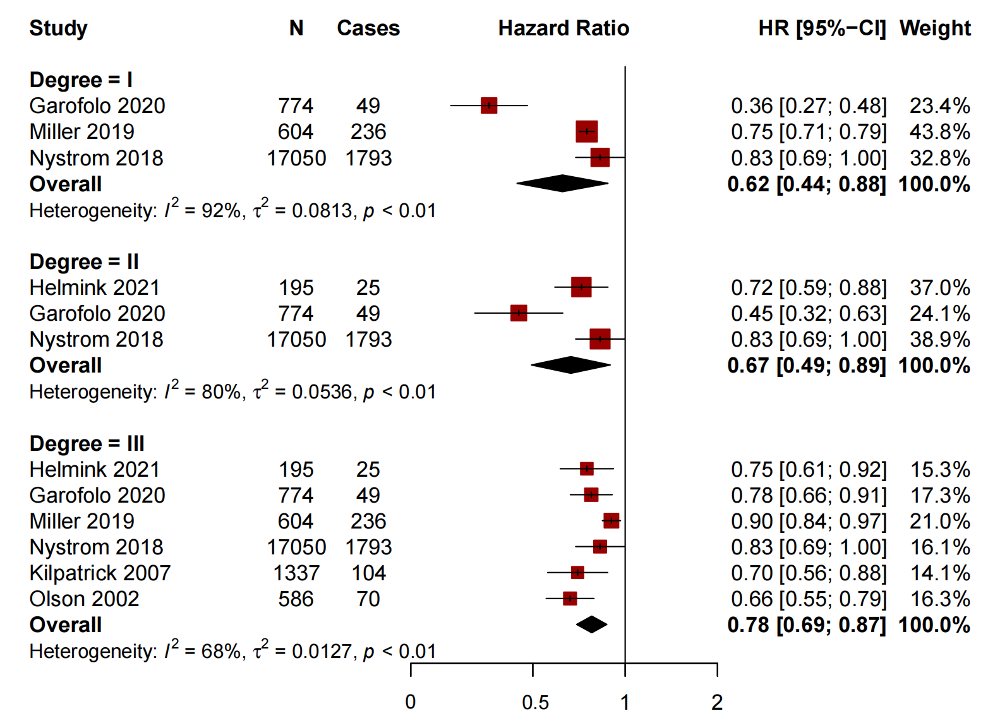 Study N Cases Hazard Ratio HR [95%−CI] Weight
Degree = I
Garofolo 2020 774 49 0.36 [0.27; 0.48] 23.4%
Miller 2019 604 236 0.75 [0.71; 0.79] 43.8%
Nystrom 2018 17050 1793 0.83 [0.69; 1.00] 32.8%
Overall 0.62 [0.44; 0.88] 100.0%
Heterogeneity: I² = 92%, τ² = 0.0813, p < 0.01
Degree = II
Helmink 2021 195 25 0.72 [0.59; 0.88] 37.0%
Garofolo 2020 774 49 0.45 [0.32; 0.63] 24.1%
Nystrom 2018 17050 1793 0.83 [0.69; 1.00] 38.9%
Overall 0.67 [0.49; 0.89] 100.0%
Heterogeneity: I² = 80%, τ² = 0.0536, p < 0.01
Degree = III
Helmink 2021 195 25 0.75 [0.61; 0.92] 15.3%
Garofolo 2020 774 49 0.78 [0.66; 0.91] 17.3%
Miller 2019 604 236 0.90 [0.84; 0.97] 21.0%
Nystrom 2018 17050 1793 0.83 [0.69; 1.00] 16.1%
Kilpatrick 2007 1337 104 0.70 [0.56; 0.88] 14.1%
Olson 2002 586 70 0.66 [0.55; 0.79] 16.3%
Overall 0.78 [0.69; 0.87] 100.0%
Heterogeneity: I² = 68%, τ² = 0.0127, p < 0.01
0 0.5 1 2